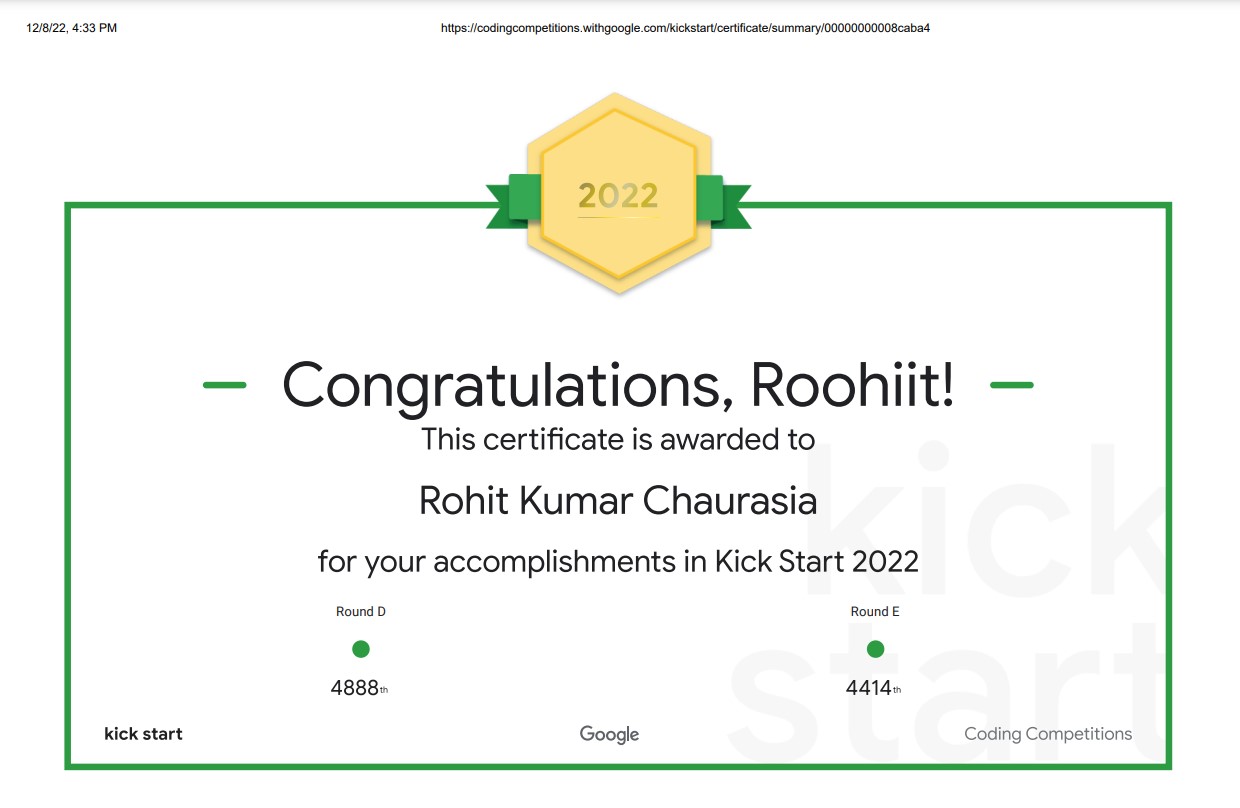 12/8/22, 4:33 PM
https://codingcompetitions.withgoogle.com/kickstart/certificate/summary/00000000008caba4
2022
Congratulations, Roohiit!
This certificate is awarded to
Rohit Kumar Chaurasia
for your accomplishments in Kick Start 2022
Round D
Round E
4888th
4414th
kick
start
kick start
Google
Coding Competitions